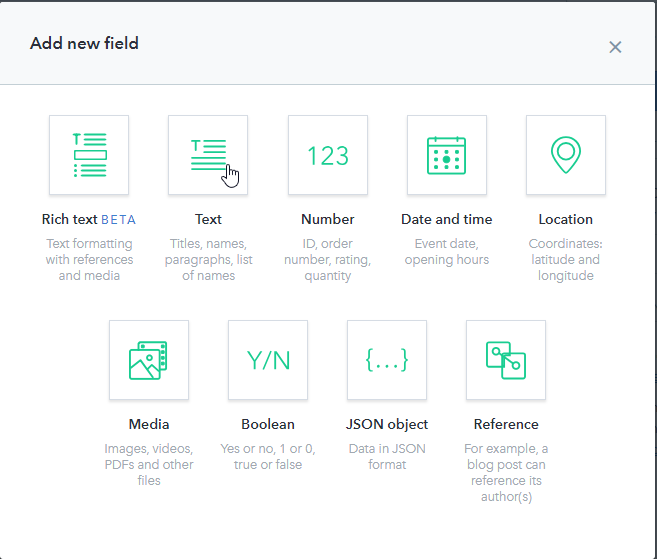 Add new field
123
Rich text BETA
Text
Number
Date and time
Location
Text formatting
with references
and media
Titles, names,
paragraphs, list
of names
ID, order
number, rating,
quantity
Event date,
opening hours
Coordinates:
latitude and
longitude
Y/N
{...}
Media
Boolean
JSON object
Reference
Images, videos,
PDFs and other
files
Yes or no, 1 or 0,
true or false
Data in JSON
format
For example, a
blog post can
reference its
author(s)